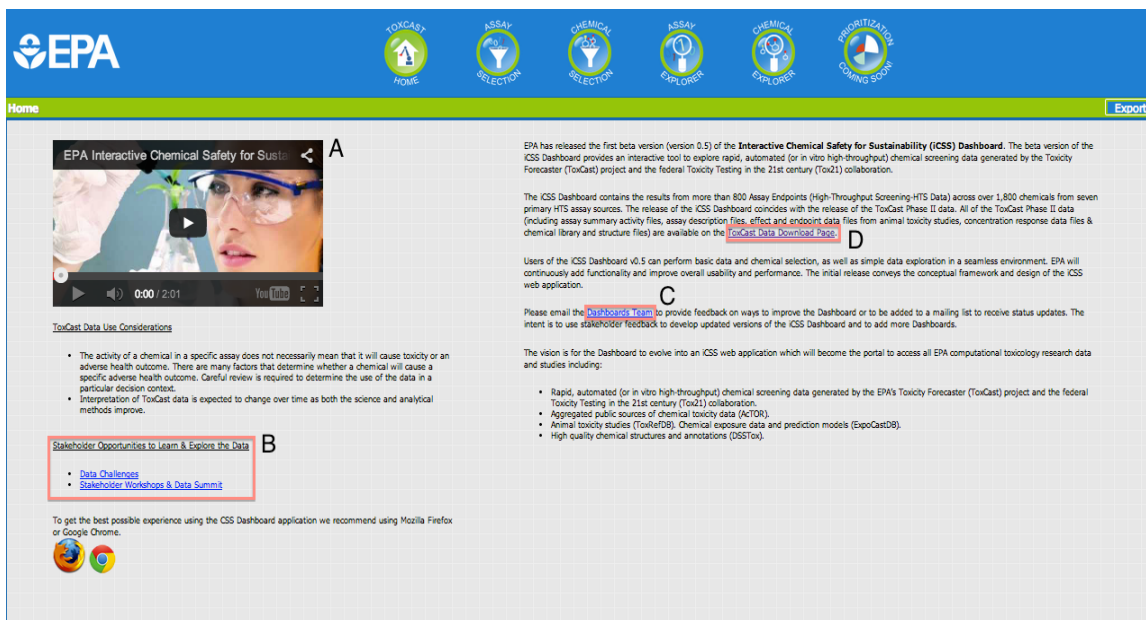 EPA
TOXCAST HOME
ASSAY SELECTION
CHEMICAL SELECTION
ASSAY EXPLORER
CHEMICAL EXPLORER
PRIORITIZATION COMING SOON!
Home
Export
EPA Interactive Chemical Safety for Susta
A
0:00 / 2:01
YouTube
ToxCast Data Use Considerations
• The activity of a chemical in a specific assay does not necessarily mean that it will cause toxicity or an
adverse health outcome. There are many factors that determine whether a chemical will cause a
specific adverse health outcome. Careful review is required to determine the use of the data in a
particular decision context.
• Interpretation of ToxCast data is expected to change over time as both the science and analytical
methods improve.
Stakeholder Opportunities to Learn & Explore the Data
B
• Data Challenges
• Stakeholder Workshops & Data Summit
To get the best possible experience using the CSS Dashboard application we recommend using Mozilla Firefox
or Google Chrome.
EPA has released the first beta version (version 0.5) of the Interactive Chemical Safety for Sustainability (iCSS) Dashboard. The beta version of the
iCSS Dashboard provides an interactive tool to explore rapid, automated (or in vitro high-throughput) chemical screening data generated by the Toxicity
Forecaster (ToxCast) project and the federal Toxicity Testing in the 21st century (Tox21) collaboration.
The iCSS Dashboard contains the results from more than 800 Assay Endpoints (High-Throughput Screening-HTS Data) across over 1,800 chemicals from seven
primary HTS assay sources. The release of the iCSS Dashboard coincides with the release of the ToxCast Phase II data. All of the ToxCast Phase II data
(including assay summary activity files, assay description files, effect and endpoint data files from animal toxicity studies, concentration response data files &
chemical library and structure files) are available on the ToxCast Data Download Page.
D
Users of the iCSS Dashboard v0.5 can perform basic data and chemical selection, as well as simple data exploration in a seamless environment. EPA will
continuously add functionality and improve overall usability and performance. The initial release conveys the conceptual framework and design of the iCSS
web application.
C
Please email the Dashboards Team to provide feedback on ways to improve the Dashboard or to be added to a mailing list to receive status updates. The
intent is to use stakeholder feedback to develop updated versions of the iCSS Dashboard and to add more Dashboards.
The vision is for the Dashboard to evolve into an iCSS web application which will become the portal to access all EPA computational toxicology research data
and studies including:
• Rapid, automated (or in vitro high-throughput) chemical screening data generated by the EPA's Toxicity Forecaster (ToxCast) project and the federal
Toxicity Testing in the 21st century (Tox21) collaboration.
• Aggregated public sources of chemical toxicity data (AcTOR).
• Animal toxicity studies (ToxRefDB). Chemical exposure data and prediction models (ExpoCastDB).
• High quality chemical structures and annotations (DSSTox).